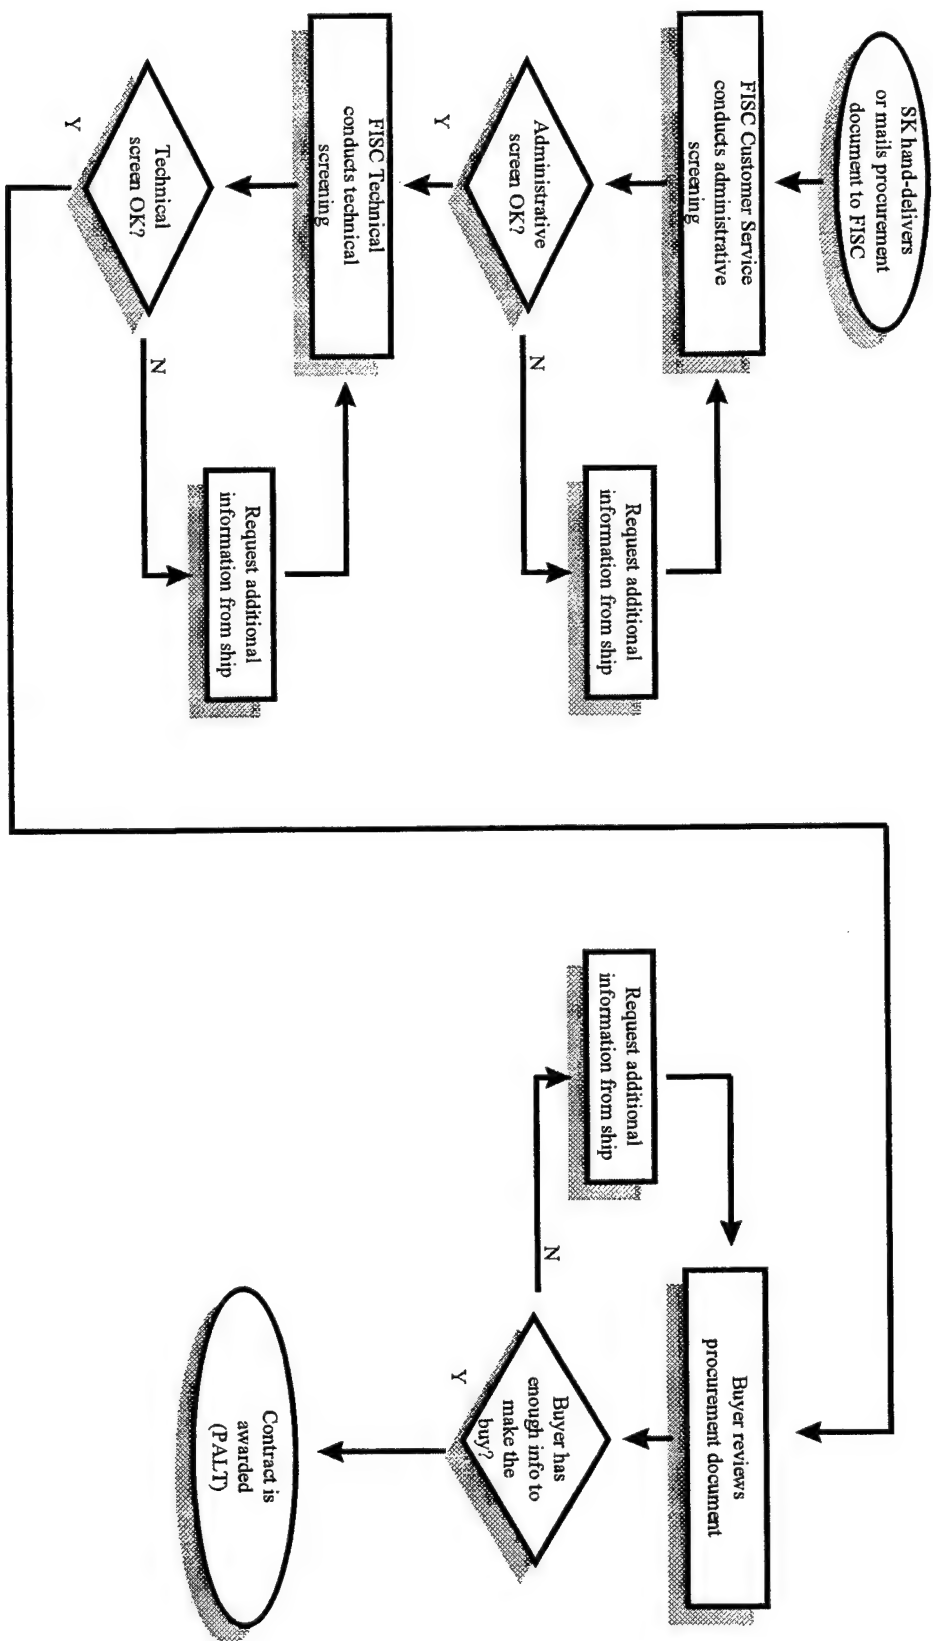 SK hand-delivers
or mails procurement
document to FISC
FISC Customer Service
conducts administrative
screening
Administrative
screen OK?
Y
N
Request additional
information from ship
FISC Technical
conducts technical
screening
Technical
screen OK?
Y
N
Request additional
information from ship
Buyer reviews
procurement document
Buyer has
enough info to
make the
buy?
N
Y
Request additional
information from ship
Contract is
awarded
(PALT)